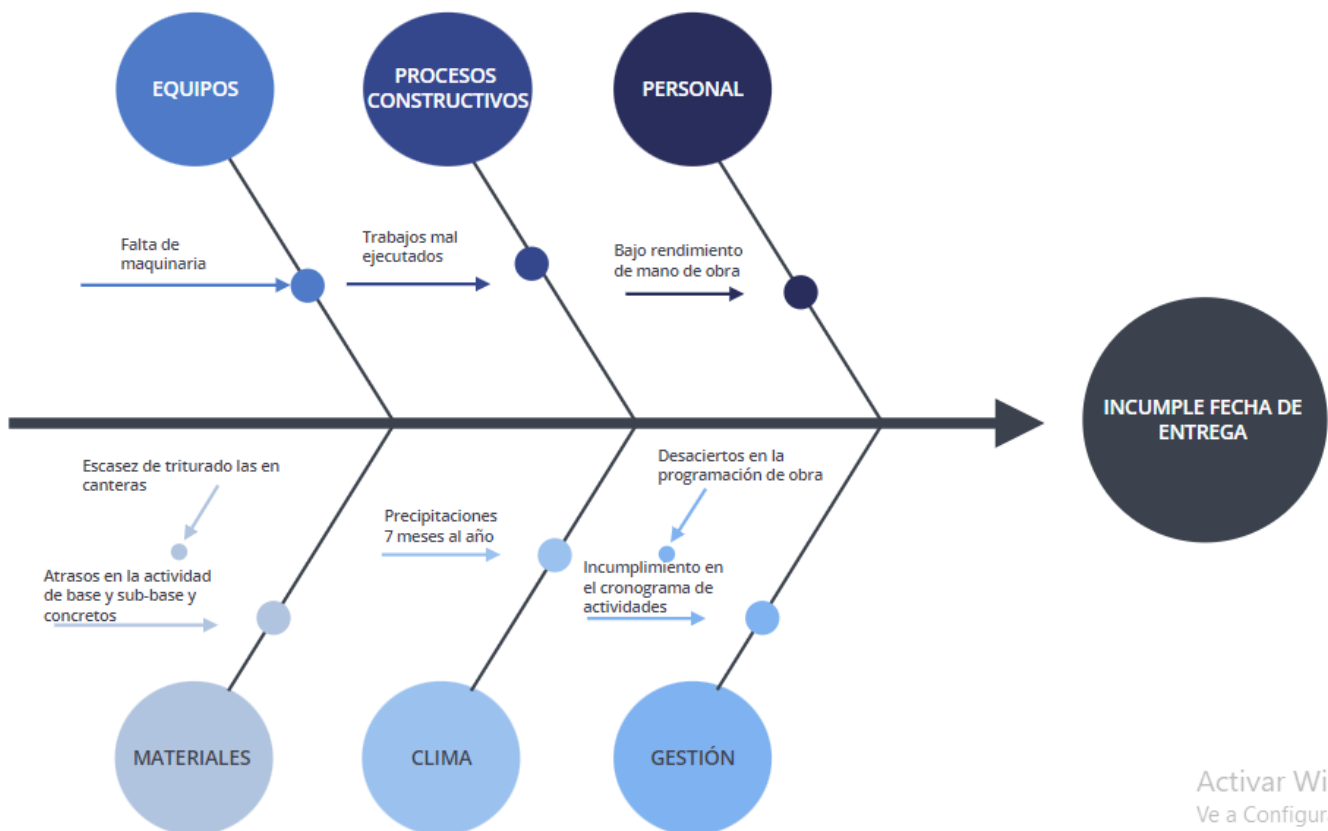 EQUIPOS
PROCESOS
CONSTRUCTIVOS
PERSONAL
Falta de
maquinaria
Trabajos mal
ejecutados
Bajo rendimiento
de mano de obra
INCUMPLE FECHA DE
ENTREGA
Escasez de triturado las en
canteras
Atrasos en la actividad
de base y sub-base y
concretos
Precipitaciones
7 meses al año
Desaciertos en la
programación de obra
Incumplimiento en
el cronograma de
actividades
MATERIALES
CLIMA
GESTIÓN
Activar Wi
Ve a Configura